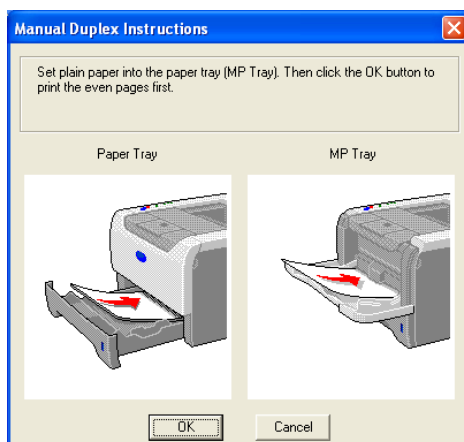 Manual Duplex Instructions
Set plain paper into the paper tray (MP Tray). Then click the OK button to
print the even pages first.
Paper Tray
MP Tray
OK
Cancel